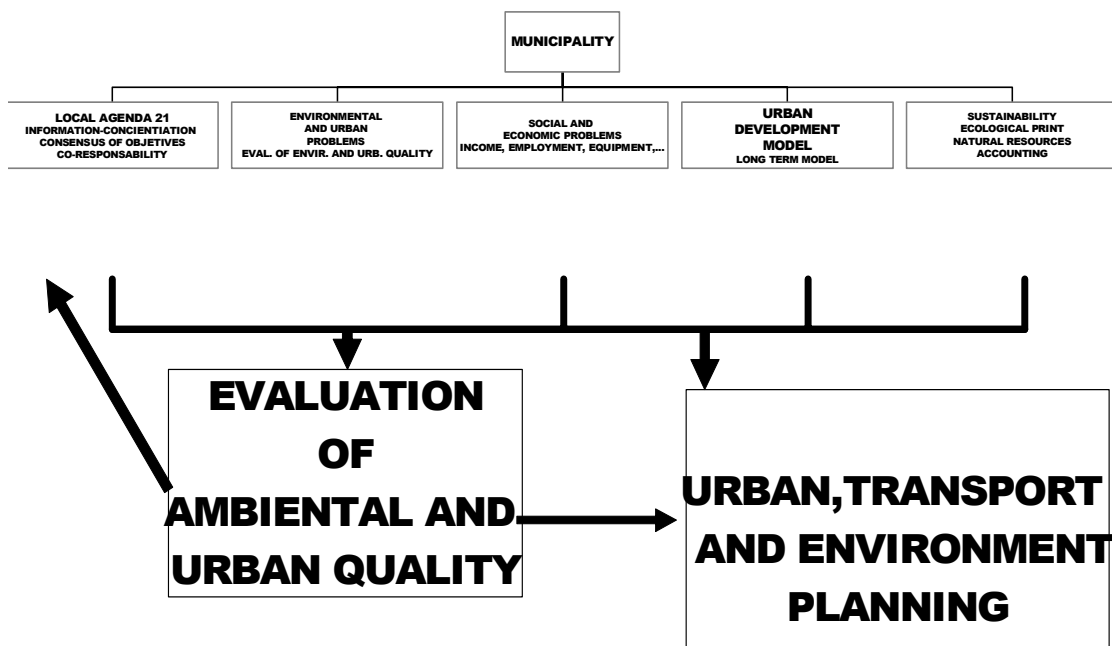 MUNICIPALITY
LOCAL AGENDA 21
INFORMATION-CONCIENTIATION
CONSENSUS OF OBJETIVES
CO-RESPONSABILITY
ENVIRONMENTAL
AND URBAN
PROBLEMS
EVAL. OF ENVIR. AND URB. QUALITY
SOCIAL AND
ECONOMIC PROBLEMS
INCOME, EMPLOYMENT, EQUIPMENT,...
URBAN
DEVELOPMENT
MODEL
LONG TERM MODEL
SUSTAINABILITY
ECOLOGICAL PRINT
NATURAL RESOURCES
ACCOUNTING
EVALUATION
OF
AMBIENTAL AND
URBAN QUALITY
URBAN,TRANSPORT
AND ENVIRONMENT
PLANNING